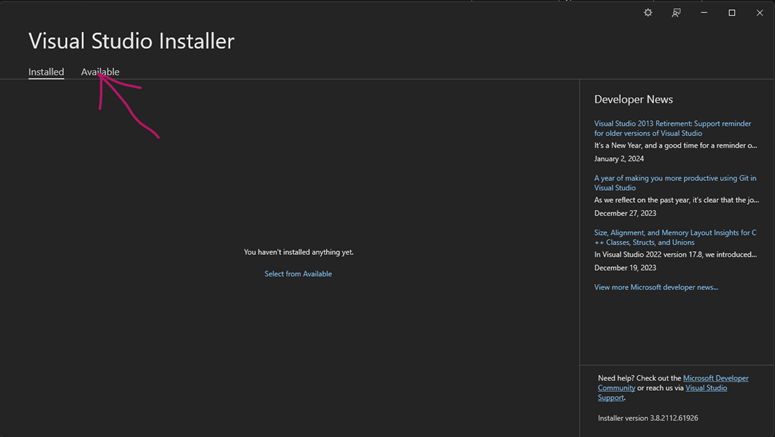 Visual Studio Installer
Installed
Available
Developer News
Visual Studio 2013 Retirement: Support reminder
for older versions of Visual Studio
It's a New Year, and a good time for a reminder o...
January 2, 2024
A year of making you more productive using Git in
Visual Studio
As we reflect on the past year, it's clear that the jo...
December 27, 2023
Size, Alignment, and Memory Layout Insights for C
++ Classes, Structs, and Unions
In Visual Studio 2022 version 17.8, we introduced...
December 19, 2023
View more Microsoft developer news...
You haven't installed anything yet.
Select from Available
Need help? Check out the Microsoft Developer
Community or reach us via Visual Studio
Support.
Installer version 3.8.2112.61926